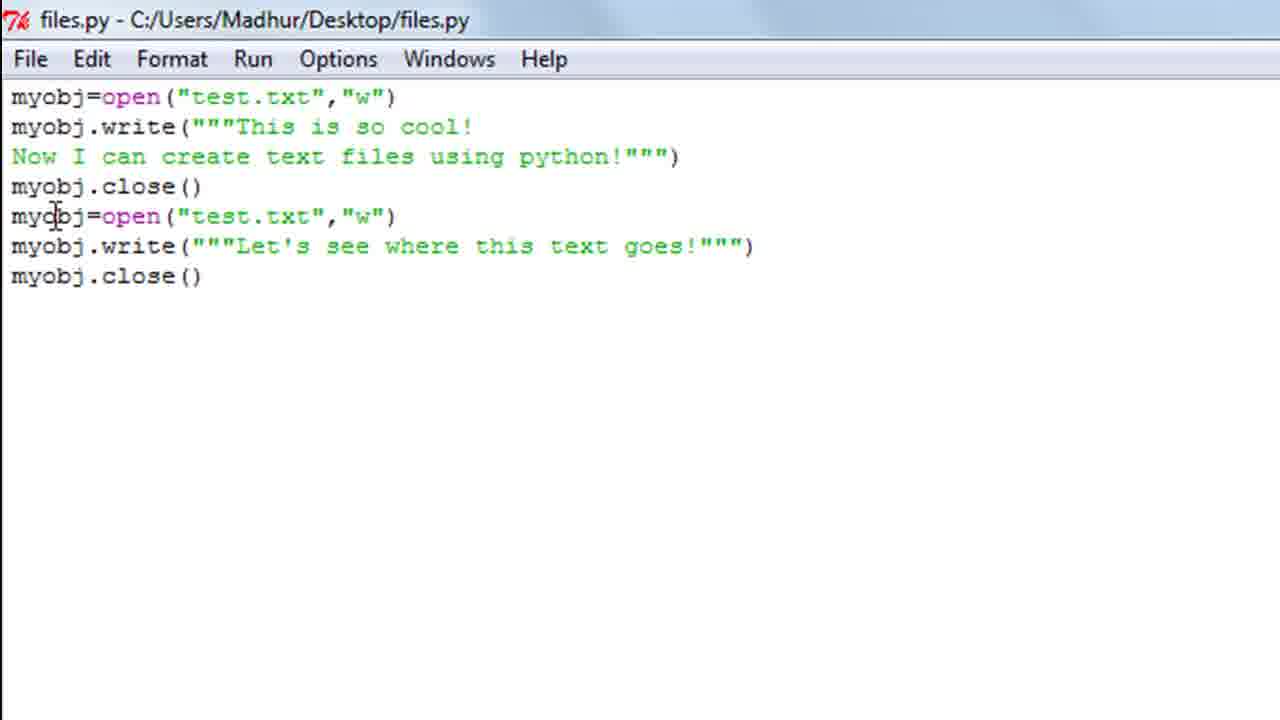 files.py - C:/Users/Madhur/Desktop/files.py
File Edit Format Run Options Windows Help
myobj=open("test.txt","w")
myobj.write("""This is so cool!
Now I can create text files using python!""")
myobj.close()
myobj=open("test.txt","w")
myobj.write("""Let's see where this text goes!""")
myobj.close()